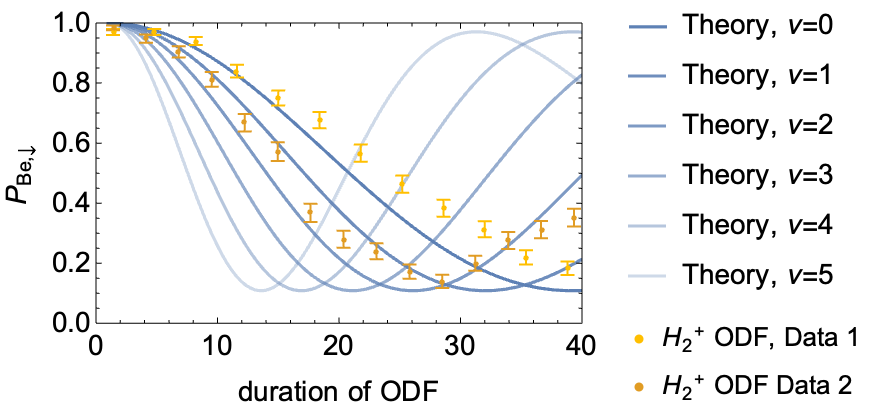 1.0
0.8
0.6
0.4
0.2
0.0
P_Be,↓
0
10
20
30
40
duration of ODF
Theory, v=0
Theory, v=1
Theory, v=2
Theory, v=3
Theory, v=4
Theory, v=5
H₂⁺ ODF, Data 1
H₂⁺ ODF Data 2